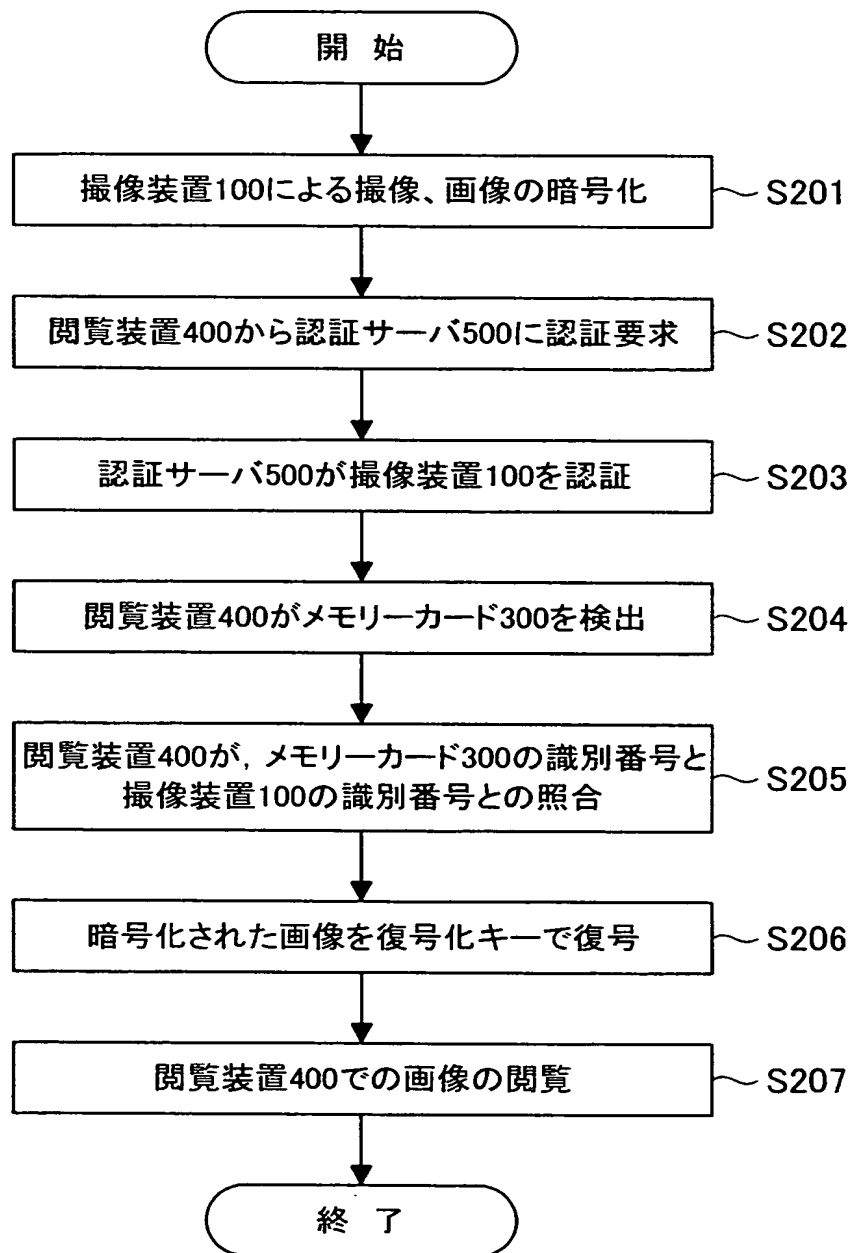 開 始
撮像装置100による撮像、画像の暗号化
S201
閲覧装置400から認証サーバ500に認証要求
S202
認証サーバ500が撮像装置100を認証
S203
閲覧装置400がメモリーカード300を検出
S204
閲覧装置400が，メモリーカード300の識別番号と
撮像装置100の識別番号との照合
S205
暗号化された画像を復号化キーで復号
S206
閲覧装置400での画像の閲覧
S207
終 了